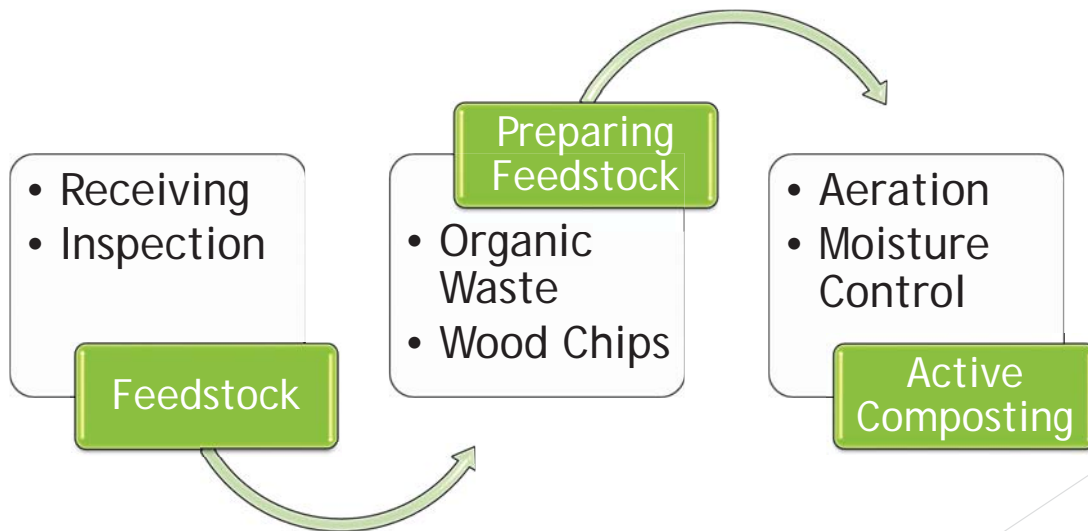 • Receiving
• Inspection
Feedstock
Preparing
Feedstock
• Organic
Waste
• Wood Chips
• Aeration
• Moisture
Control
Active
Composting